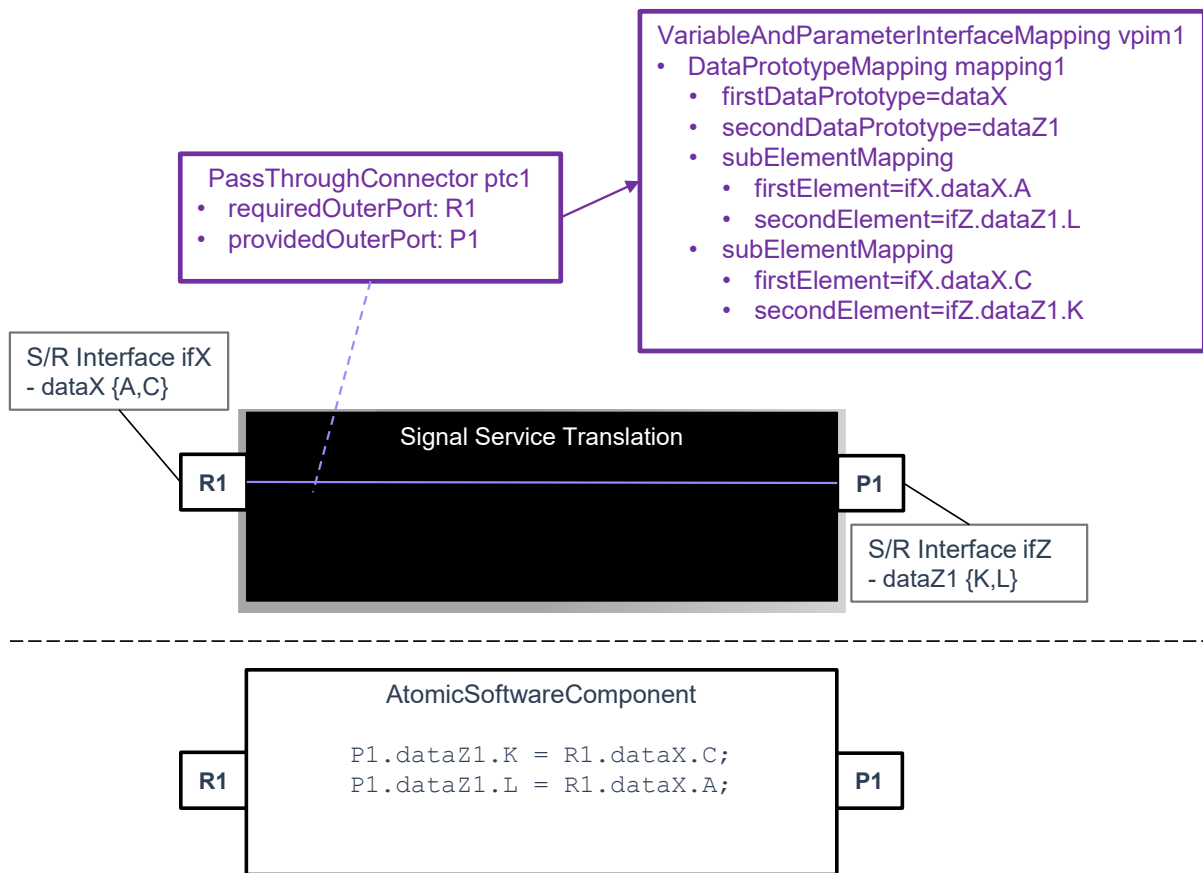 VariableAndParameterInterfaceMapping vpim1
• DataPrototypeMapping mapping1
• firstDataPrototype=dataX
• secondDataPrototype=dataZ1
• subElementMapping
• firstElement=ifX.dataX.A
• secondElement=ifZ.dataZ1.L
• subElementMapping
• firstElement=ifX.dataX.C
• secondElement=ifZ.dataZ1.K
PassThroughConnector ptc1
• requiredOuterPort: R1
• providedOuterPort: P1
S/R Interface ifX
- dataX {A,C}
Signal Service Translation
R1
P1
S/R Interface ifZ
- dataZ1 {K,L}
AtomicSoftwareComponent
P1.dataZ1.K = R1.dataX.C;
P1.dataZ1.L = R1.dataX.A;
R1
P1